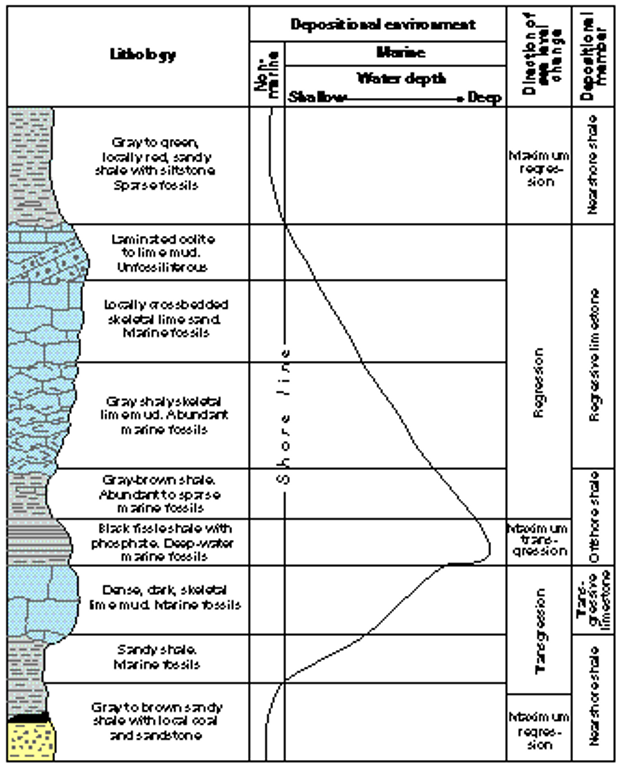 Lithology
Depositional environment
Non-
marine
Marine
Water depth
Shallow
Deep
Direction of
sea level
change
Depositional
member
Gray to green,
locally red, sandy
shale with siltstone
Sparse fossils
Maximum
regres-
sion
Nearshore shale
Laminated oolite
to lime mud.
Unfossiliferous
Locally crossbedded
skeletal lime sand.
Marine fossils
Gray shaly skeletal
lime mud. Abundant
marine fossils
Shore line
Regression
Regressive limestone
Gray-brown shale.
Abundant to sparse
marine fossils
Black fissle shale with
phosphate. Deep-water
marine fossils
Maximum
trans-
gression
Offshore shale
Dense, dark, skeletal
lime mud. Marine fossils
Transgression
Trans-
gressive
limestone
Sandy shale.
Marine fossils
Gray to brown sandy
shale with local coal
and sandstone
Maximum
regres-
sion
Nearshore shale